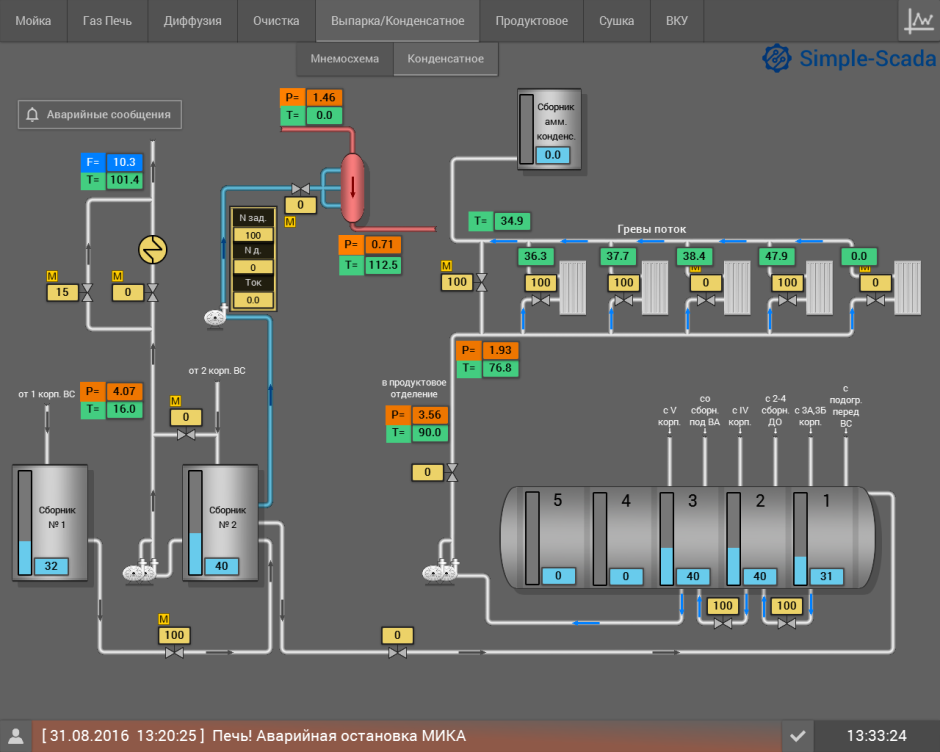 Мойка
Газ Печь
Диффузия
Очистка
Выпарка/Конденсатное
Продуктовое
Сушка
ВКУ
Мнемосхема
Конденсатное
Simple-Scada
Аварийные сообщения
P= 1.46
T= 0.0
Сборник
амм.
конденс.
0.0
F= 10.3
T= 101.4
0
M
N зад.
100
N д.
0
Ток
0.0
P= 0.71
T= 112.5
T= 34.9
Гревы поток
36.3
37.7
38.4
47.9
0.0
M
15
M
0
M
100
100
100
M
0
100
M
0
P= 1.93
T= 76.8
от 1 корп. ВС
P= 4.07
T= 16.0
от 2 корп. ВС
M
0
в продуктовое
отделение
P= 3.56
T= 90.0
0
с V
корп.
со
сборн.
под ВА
с IV
корп.
с 2-4
сборн.
ДО
с 3А,3Б
корп.
с
подогр.
перед
ВС
Сборник
№ 1
32
Сборник
№ 2
40
5
0
4
0
3
40
2
40
1
31
100
100
M
100
0
[ 31.08.2016 13:20:25 ] Печь! Аварийная остановка МИКА
13:33:24